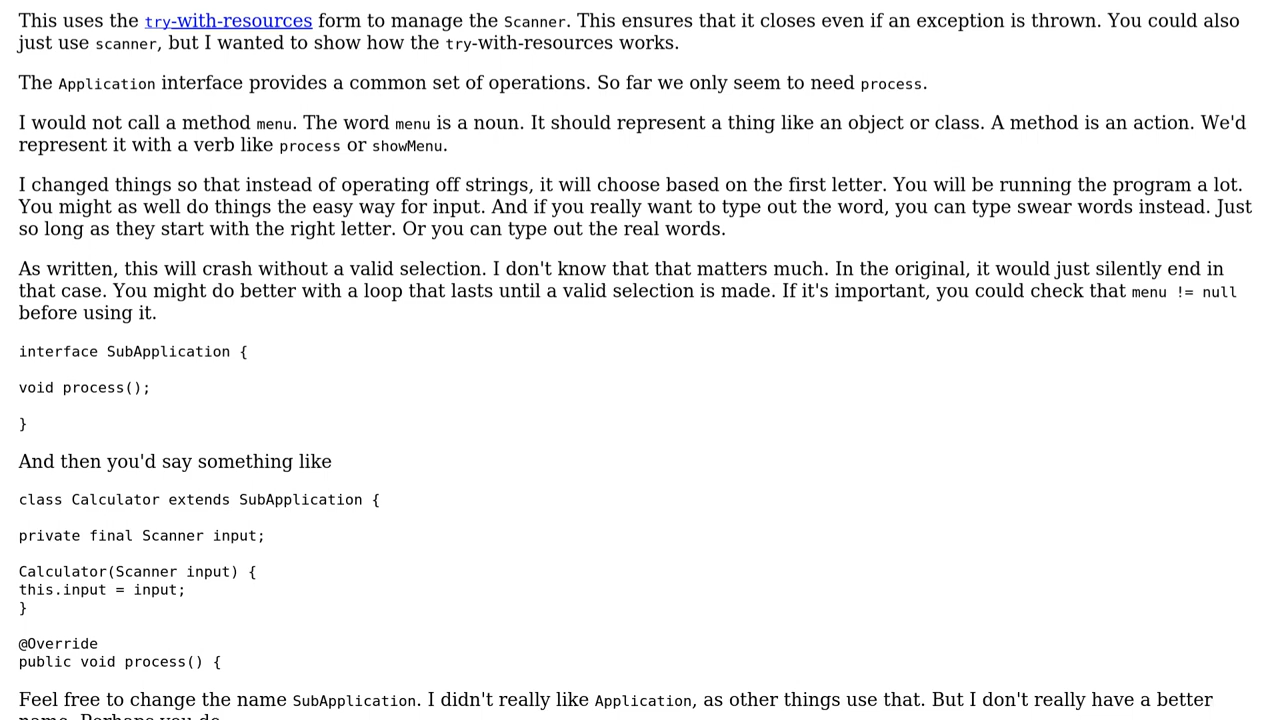 This uses the try-with-resources form to manage the Scanner. This ensures that it closes even if an exception is thrown. You could also
just use scanner, but I wanted to show how the try-with-resources works.
The Application interface provides a common set of operations. So far we only seem to need process.
I would not call a method menu. The word menu is a noun. It should represent a thing like an object or class. A method is an action. We'd
represent it with a verb like process or showMenu.
I changed things so that instead of operating off strings, it will choose based on the first letter. You will be running the program a lot.
You might as well do things the easy way for input. And if you really want to type out the word, you can type swear words instead. Just
so long as they start with the right letter. Or you can type out the real words.
As written, this will crash without a valid selection. I don't know that that matters much. In the original, it would just silently end in
that case. You might do better with a loop that lasts until a valid selection is made. If it's important, you could check that menu != null
before using it.
interface SubApplication {
void process();
}
And then you'd say something like
class Calculator extends SubApplication {
private final Scanner input;
Calculator(Scanner input) {
this.input = input;
}
@Override
public void process() {
Feel free to change the name SubApplication. I didn't really like Application, as other things use that. But I don't really have a better
name. Perhaps you do.